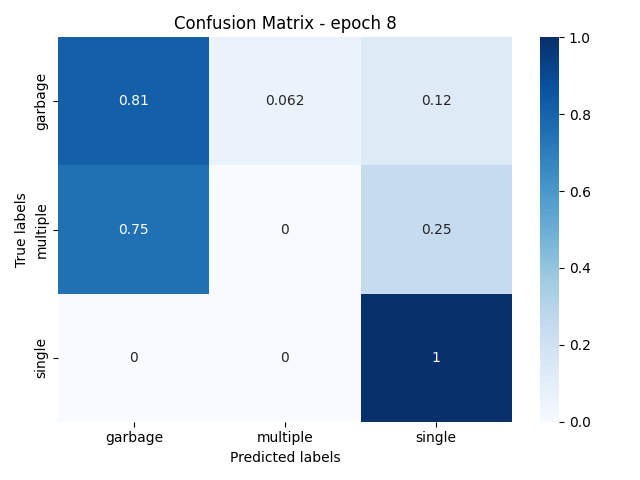 Confusion Matrix - epoch 8
True labels
garbage
multiple
single
0.81 0.062 0.12
0.75 0 0.25
0 0 1
garbage multiple single
Predicted labels
1.0
0.8
0.6
0.4
0.2
0.0